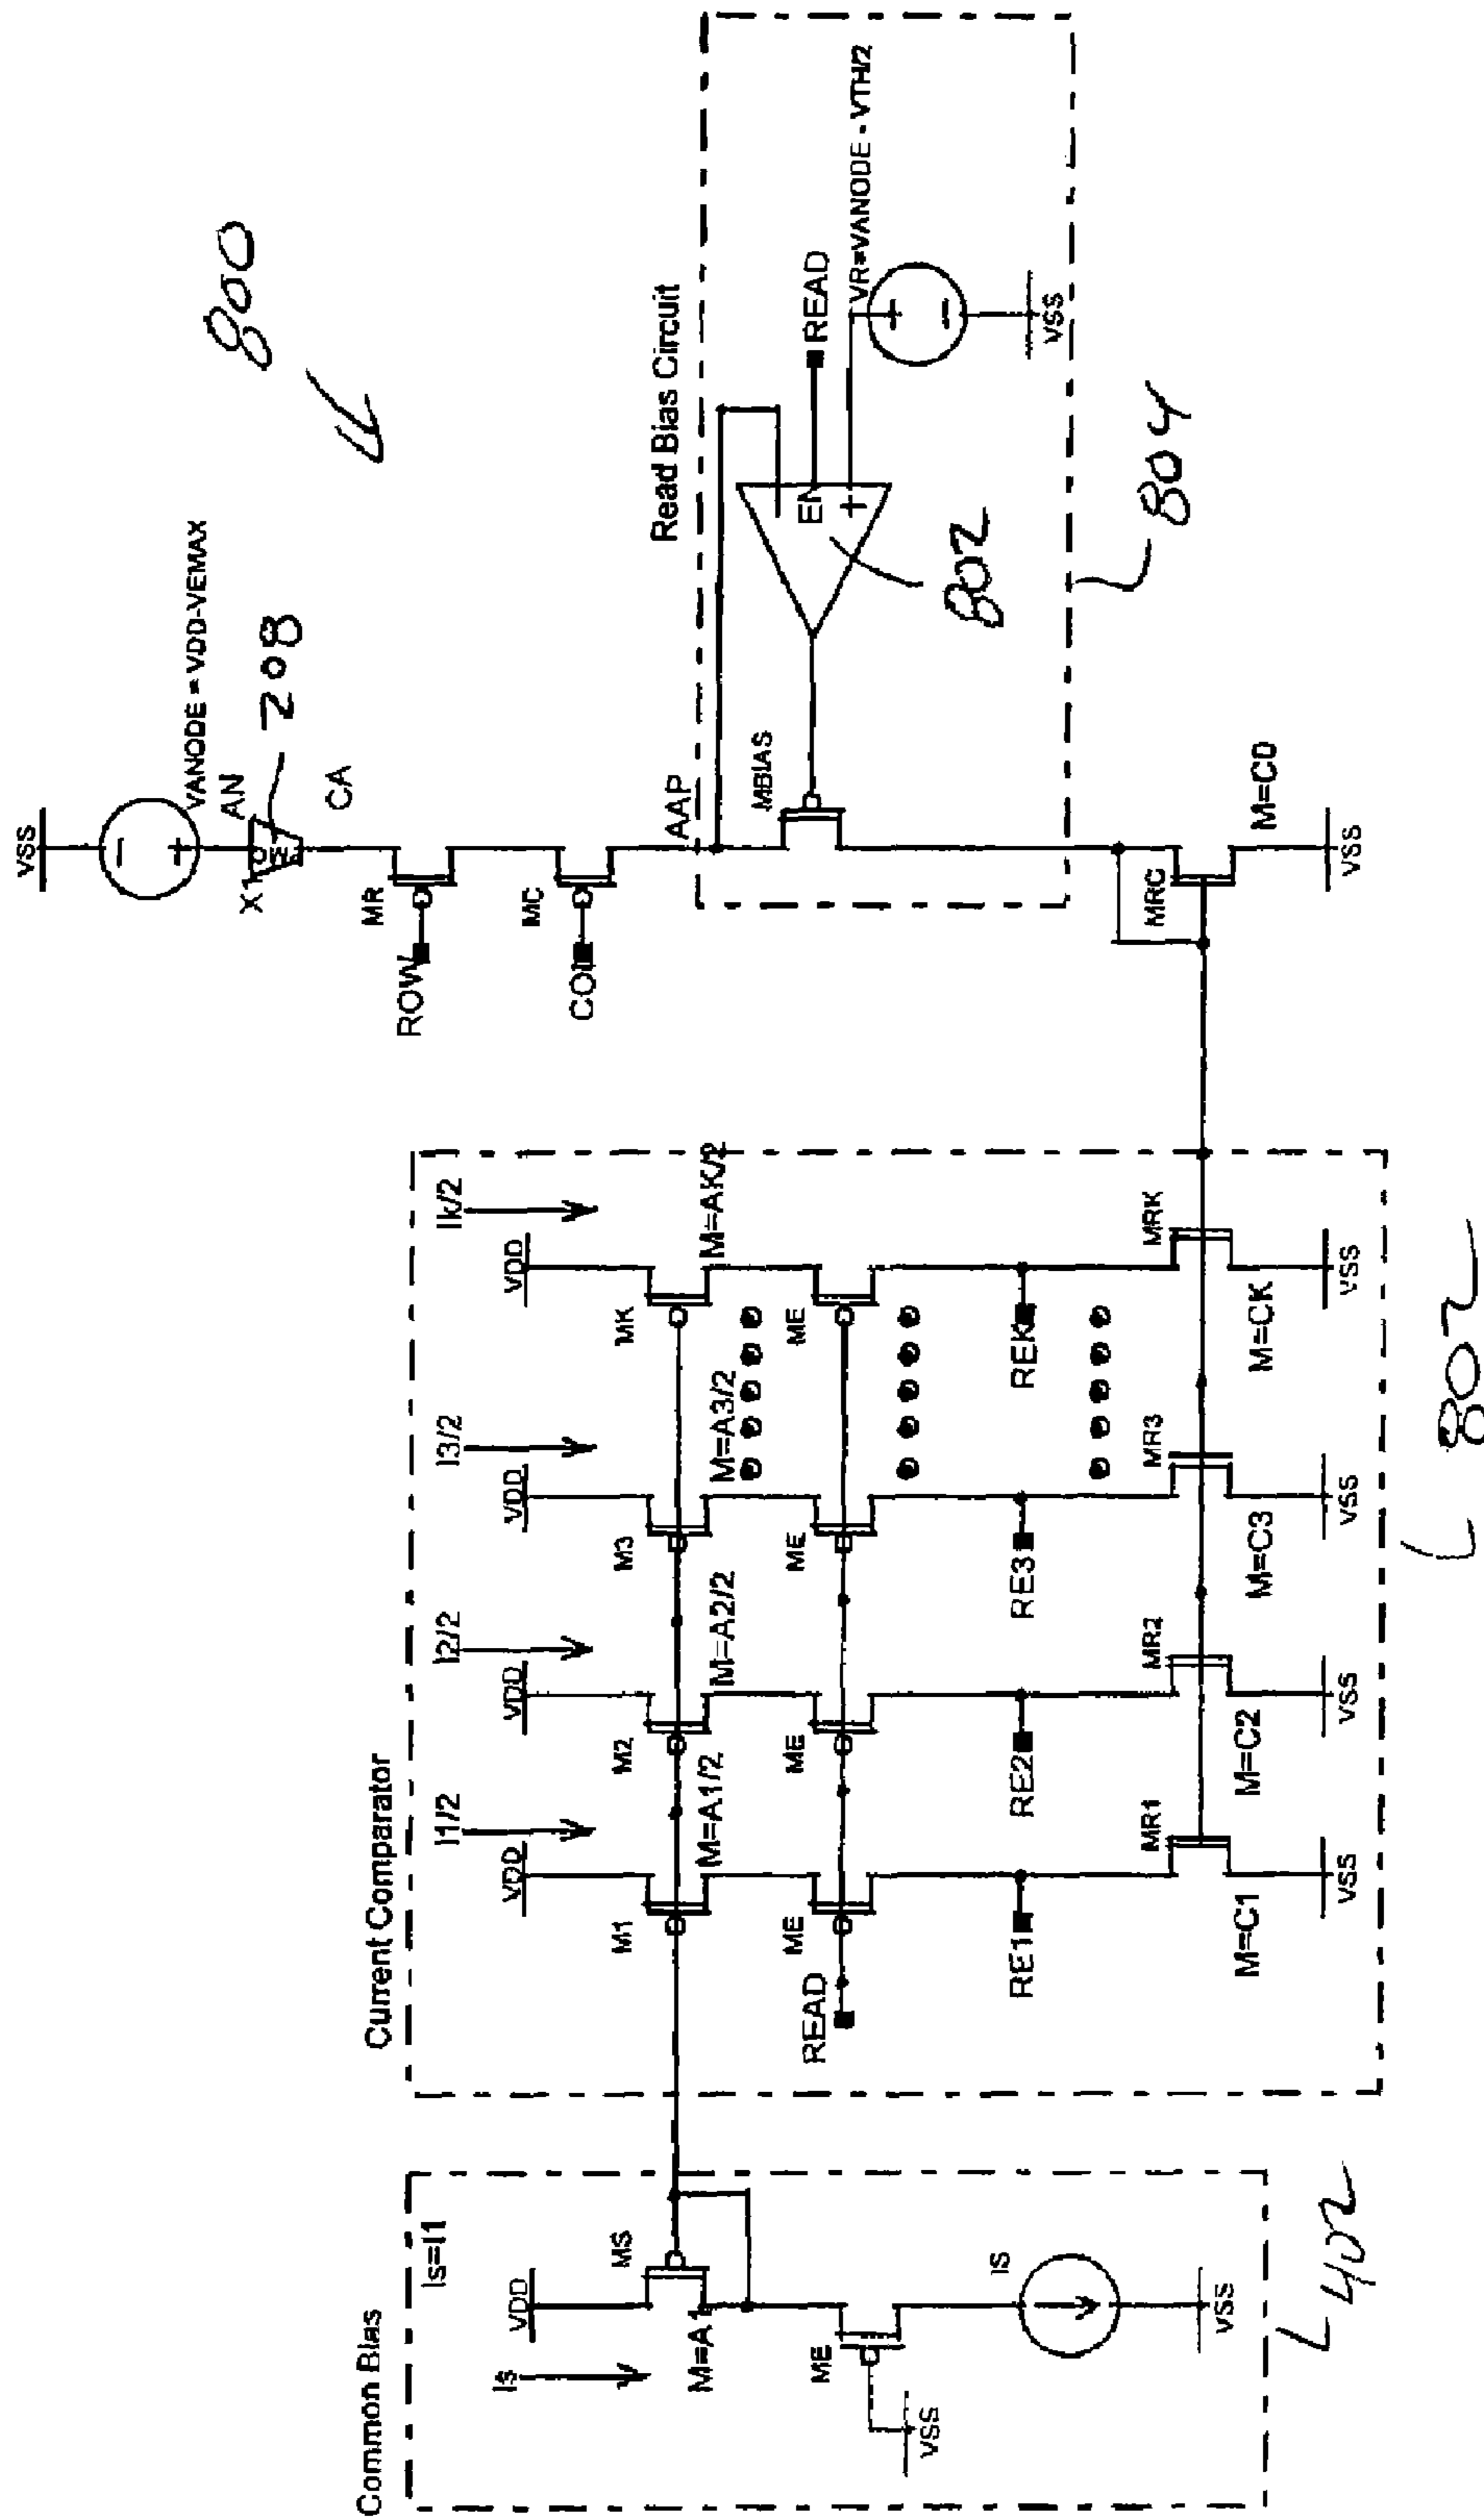 800
VSS
VANODE = VDD-VEMAX
AN
208
X1
CA
MR
ROW
MC
COL
AAP
Read Bias Circuit
MBIAS
EN
READ
VR=VANODE - VTH/2
802
VSS
804
MRC
M=C0
VSS
Current Comparator
I1/2
I2/2
I3/2
Ik/2
VDD
VDD
VDD
VDD
M1
M2
M3
MK
M=A1/2
M=A2/2
M=A3/2
M=AK/2
READ
ME
ME
ME
ME
RE1
RE2
RE3
REK
MR1
MR2
MR3
MRK
M=C1
M=C2
M=C3
M=CK
VSS
VSS
VSS
VSS
802
Common Bias
Is=I1
Is
VDD
MS
M=A1
ME
VSS
IS
VSS
402